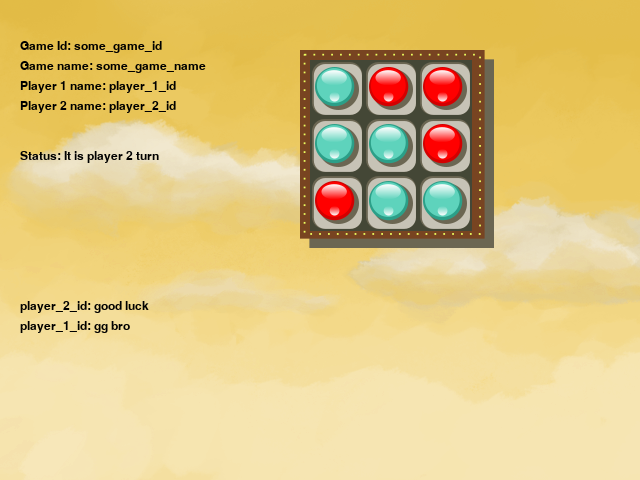 Game Id: some_game_id
Game name: some_game_name
Player 1 name: player_1_id
Player 2 name: player_2_id
Status: It is player 2 turn
player_2_id: good luck
player_1_id: gg bro